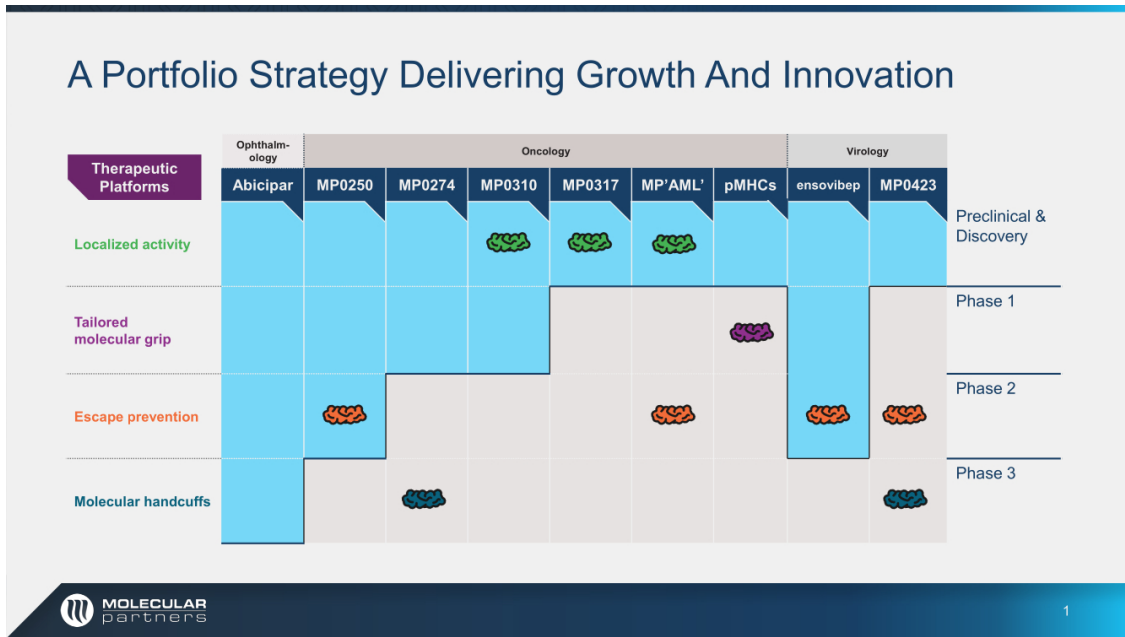 A Portfolio Strategy Delivering Growth And Innovation
Ophthalm-
ology
Oncology
Virology
Therapeutic
Platforms
Abicipar
MP0250
MP0274
MP0310
MP0317
MP'AML'
pMHCs
ensovibep
MP0423
Localized activity
Preclinical &
Discovery
Tailored
molecular grip
Phase 1
Escape prevention
Phase 2
Molecular handcuffs
Phase 3
MOLECULAR
partners
1